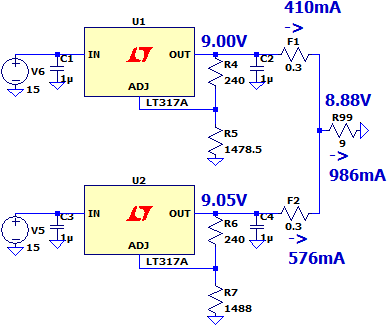 410mA
->
U1
9.00V
F1
IN
OUT
C1
R4
C2
0.3
V6
1µ
240
1µ
15
ADJ
8.88V
LT317A
R99
R5
9
1478.5
->
986mA
U2
9.05V
IN
OUT
F2
C3
R6
C4
0.3
V5
1µ
240
1µ
->
15
ADJ
576mA
LT317A
R7
1488